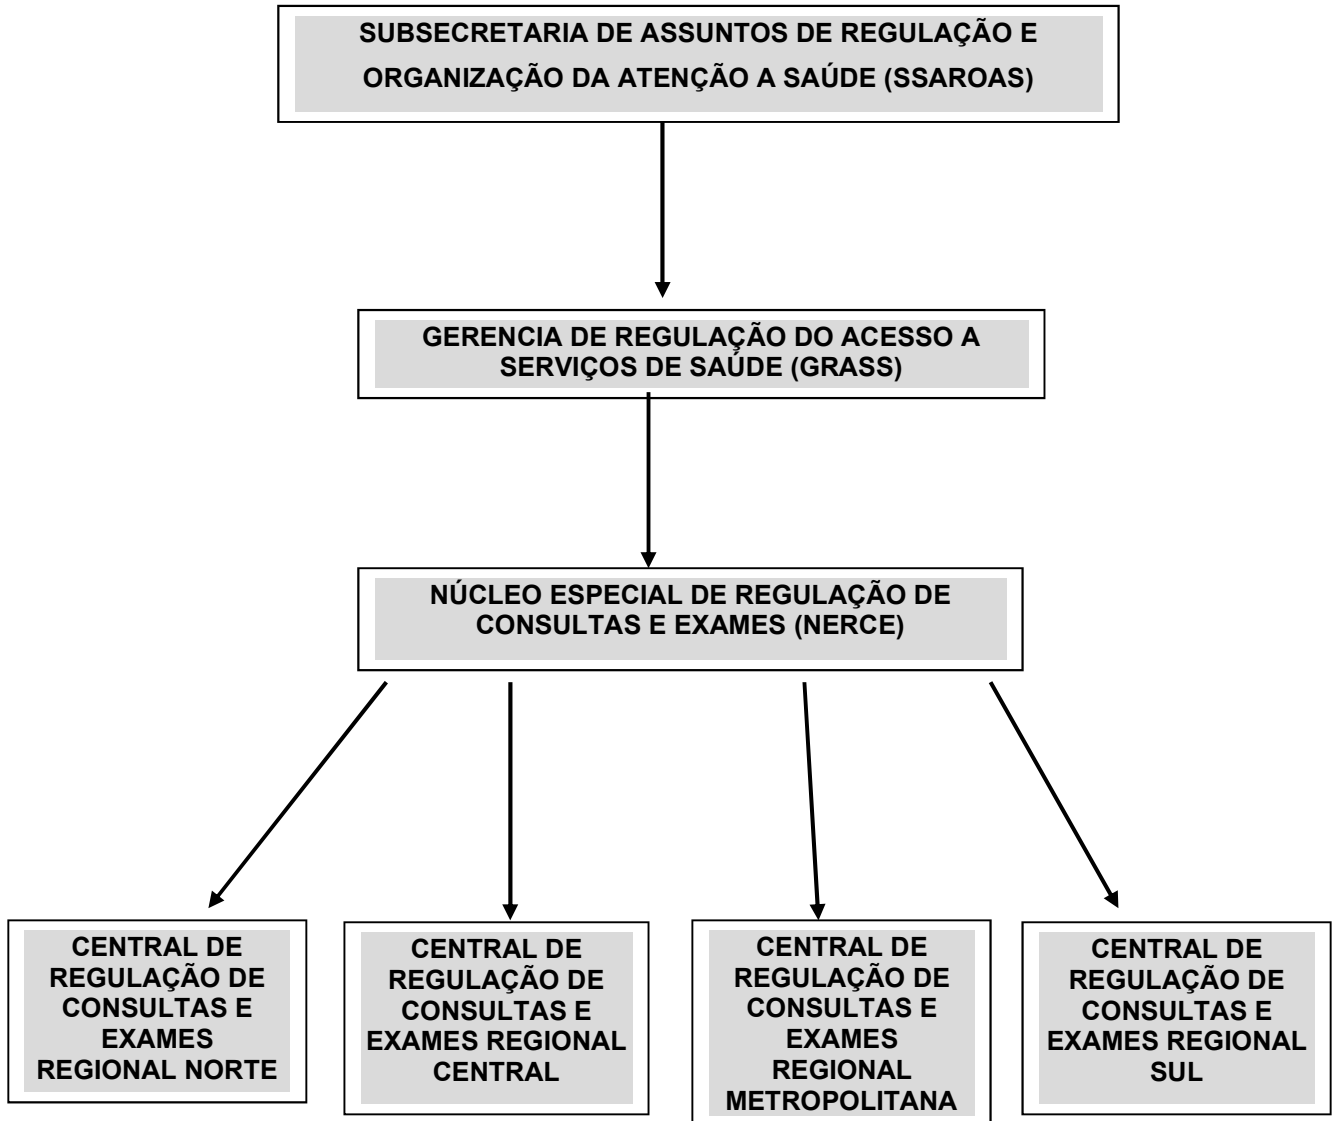 SUBSECRETARIA DE ASSUNTOS DE REGULAÇÃO E
ORGANIZAÇÃO DA ATENÇÃO A SAÚDE (SSAROAS)
GERENCIA DE REGULAÇÃO DO ACESSO A
SERVIÇOS DE SAÚDE (GRASS)
NÚCLEO ESPECIAL DE REGULAÇÃO DE
CONSULTAS E EXAMES (NERCE)
CENTRAL DE
REGULAÇÃO DE
CONSULTAS E
EXAMES
REGIONAL NORTE
CENTRAL DE
REGULAÇÃO DE
CONSULTAS E
EXAMES REGIONAL
CENTRAL
CENTRAL DE
REGULAÇÃO DE
CONSULTAS E
EXAMES
REGIONAL
METROPOLITANA
CENTRAL DE
REGULAÇÃO DE
CONSULTAS E
EXAMES REGIONAL
SUL